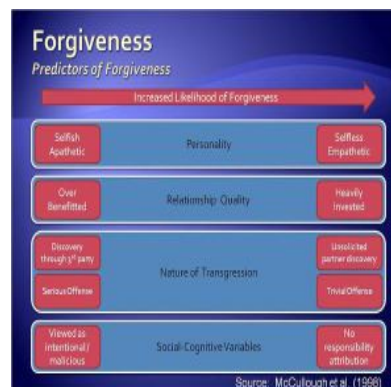 Forgiveness
Predictors of Forgiveness
Increased Likelihood of Forgiveness
Selfish
Apathetic
Personality
Selfless
Empathetic
Over
Benefitted
Relationship Quality
Heavily
Invested
Discovery
through 3rd party
Unsolicited
partner discovery
Nature of Transgression
Serious Offense
Trivial Offense
Viewed as
intentional/
malicious
Social-Cognitive Variables
No
responsibility
attribution
Source: McCullough et al. (1998)